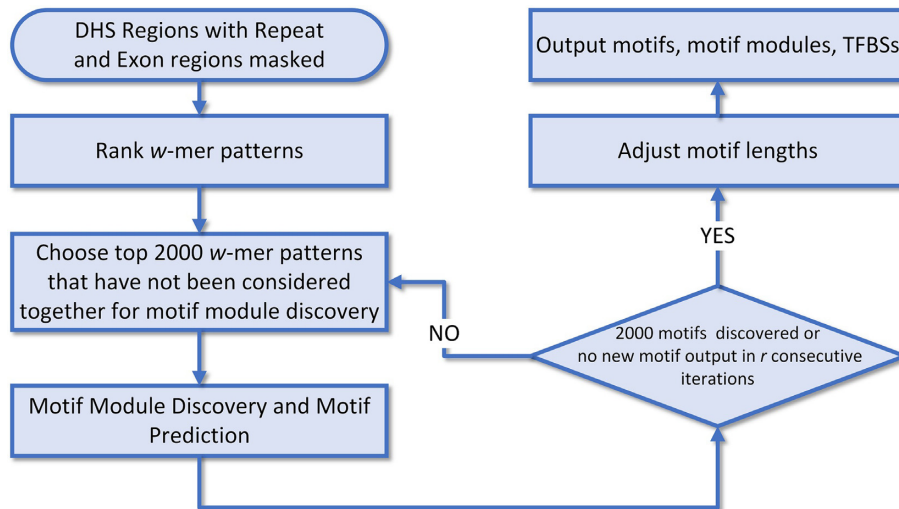 DHS Regions with Repeat
and Exon regions masked
Rank w-mer patterns
Choose top 2000 w-mer patterns
that have not been considered
together for motif module discovery
Motif Module Discovery and Motif
Prediction
2000 motifs discovered or
no new motif output in r consecutive
iterations
NO
YES
Adjust motif lengths
Output motifs, motif modules, TFBSs